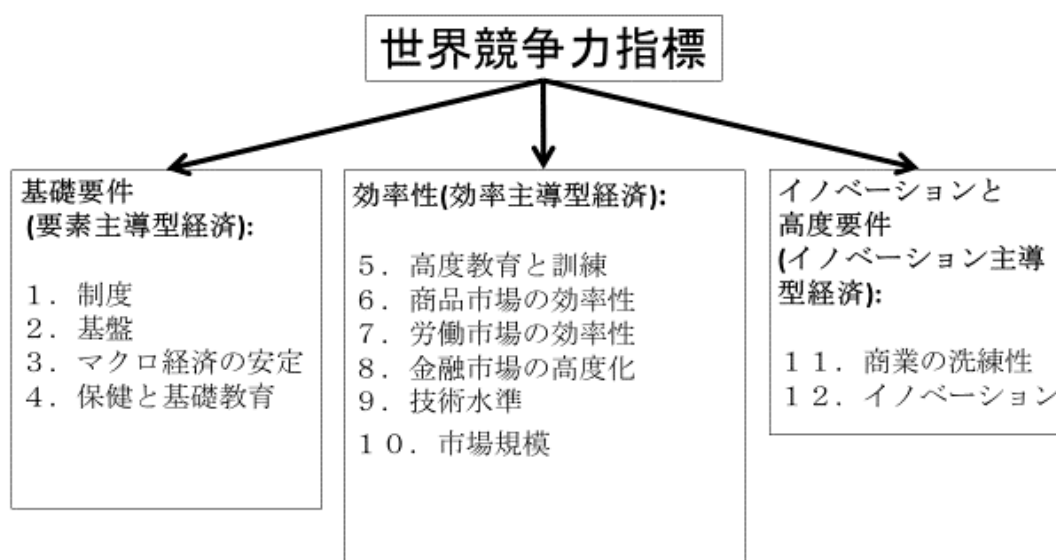 世界競争力指標
基礎要件
(要素主導型経済):
１．制度
２．基盤
３．マクロ経済の安定
４．保健と基礎教育
効率性(効率主導型経済):
５．高度教育と訓練
６．商品市場の効率性
７．労働市場の効率性
８．金融市場の高度化
９．技術水準
１０．市場規模
イノベーションと
高度要件
(イノベーション主導
型経済):
１１．商業の洗練性
１２．イノベーション